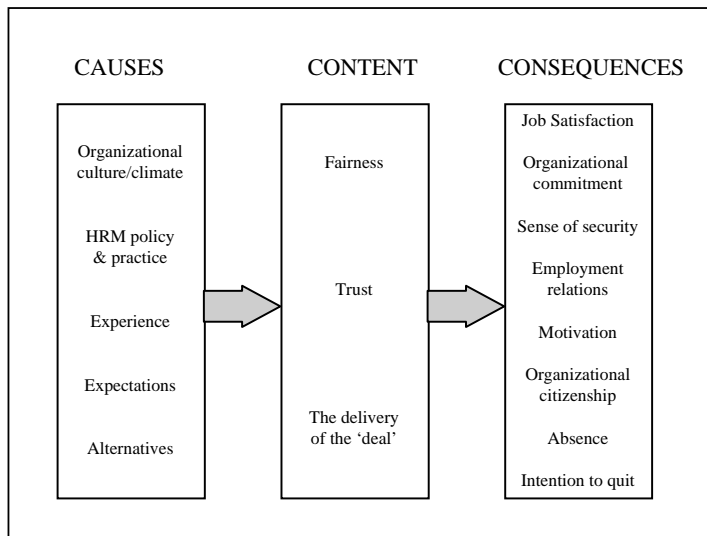 CAUSES
Organizational
culture/climate
HRM policy
& practice
Experience
Expectations
Alternatives
CONTENT
Fairness
Trust
The delivery
of the ‘deal’
CONSEQUENCES
Job Satisfaction
Organizational
commitment
Sense of security
Employment
relations
Motivation
Organizational
citizenship
Absence
Intention to quit